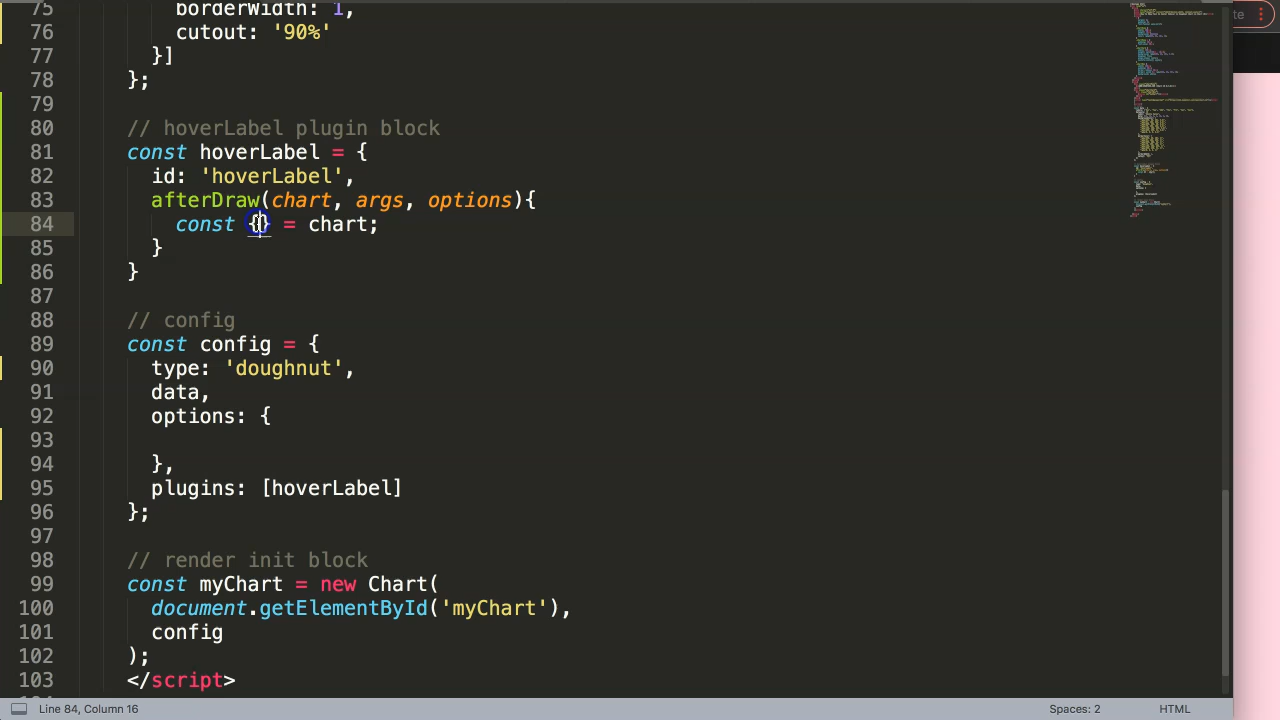 te
75 borderWidth: 1,
76 cutout: '90%'
77 }]
78 };
79
80 // hoverLabel plugin block
81 const hoverLabel = {
82 id: 'hoverLabel',
83 afterDraw(chart, args, options){
84 const {} = chart;
85 }
86 }
87
88 // config
89 const config = {
90 type: 'doughnut',
91 data,
92 options: {
93
94 },
95 plugins: [hoverLabel]
96 };
97
98 // render init block
99 const myChart = new Chart(
100 document.getElementById('myChart'),
101 config
102 );
103 </script>
Line 84, Column 16 Spaces: 2 HTML